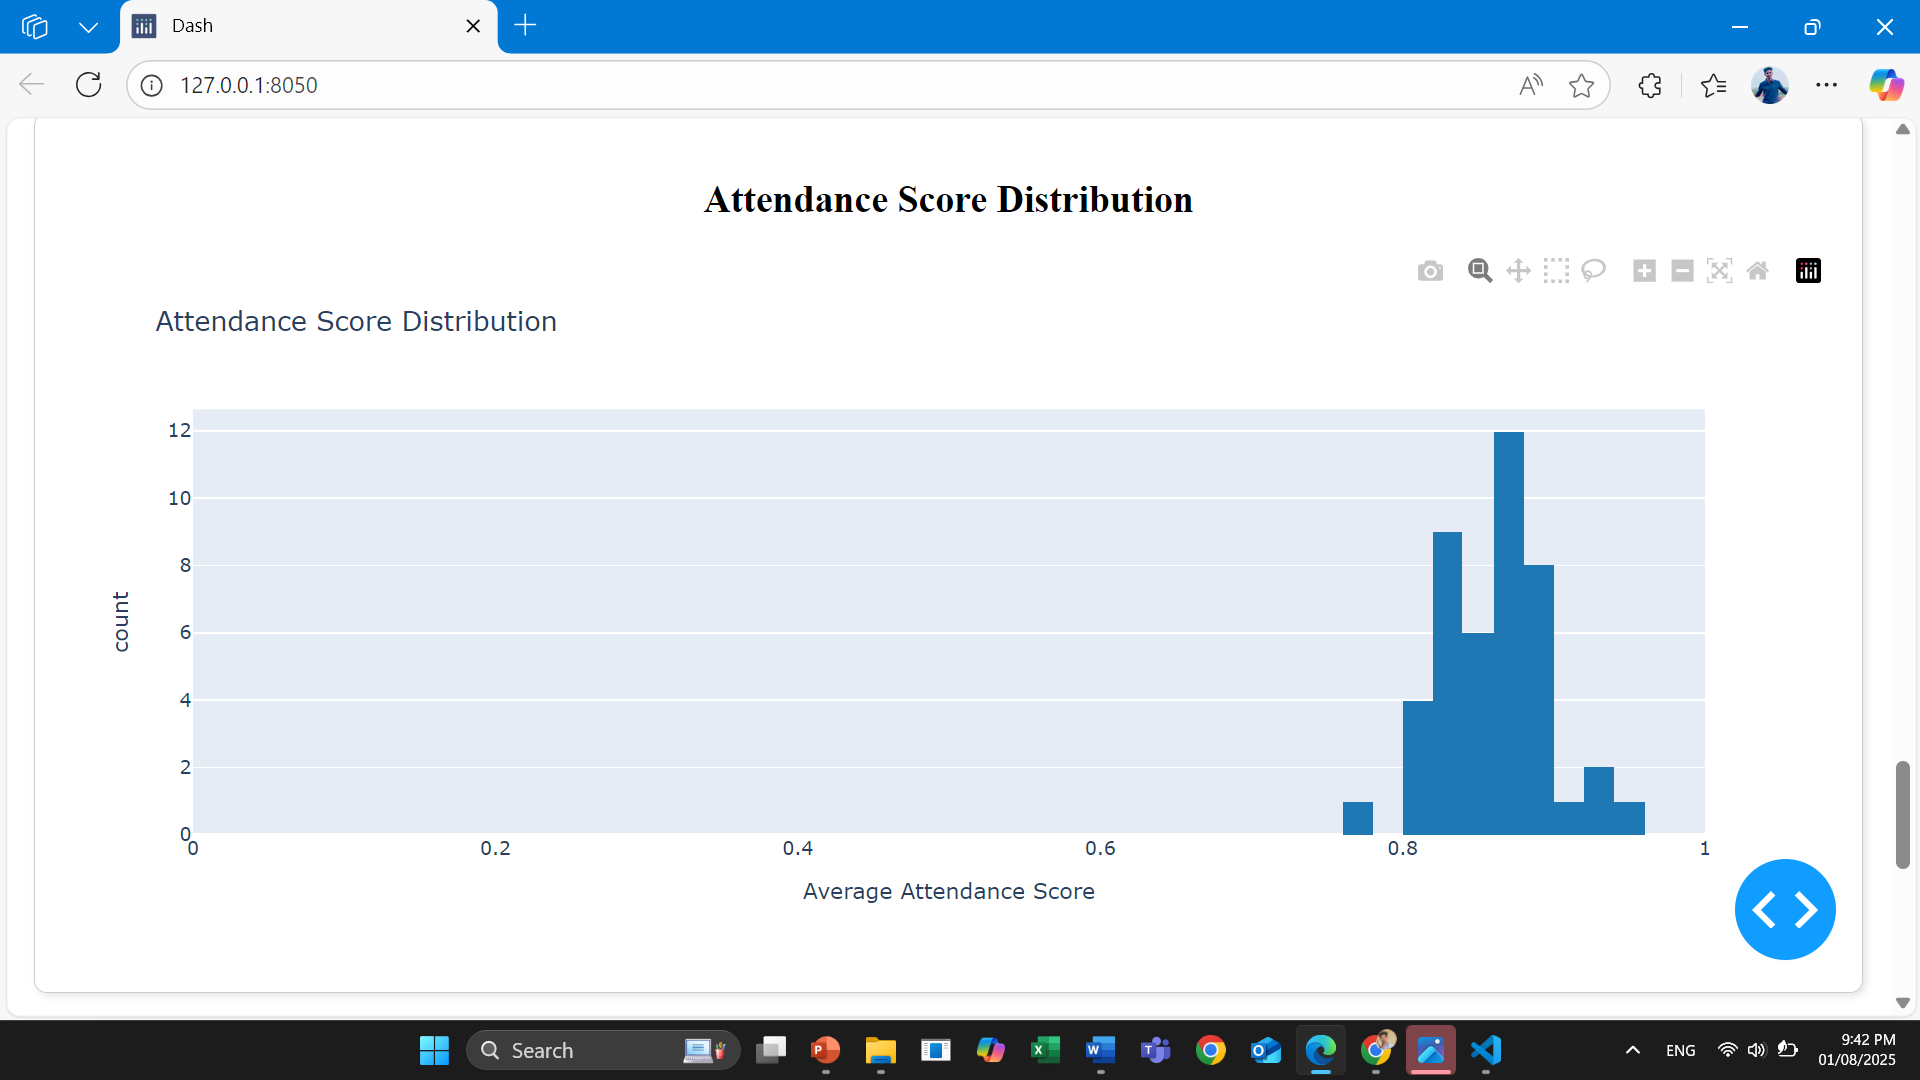 Dash
127.0.0.1:8050
Attendance Score Distribution
Attendance Score Distribution
12
10
8
6
4
2
0
count
0 0.2 0.4 0.6 0.8 1
Average Attendance Score
Search
ENG
9:42 PM
01/08/2025